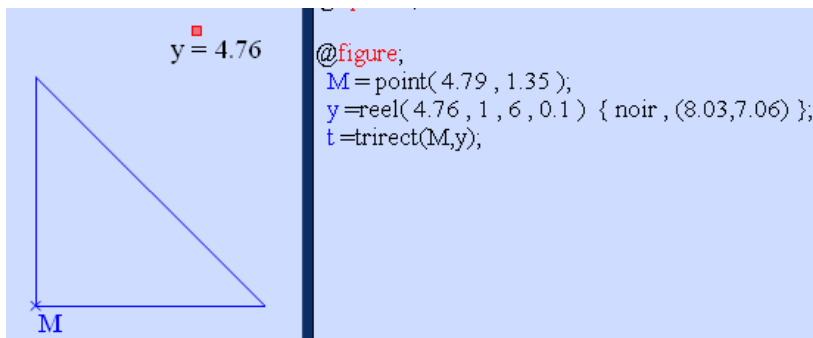 y = 4.76
M
@figure;
M = point( 4.79 , 1.35 );
y =reel( 4.76 , 1 , 6 , 0.1 ) { noir , (8.03,7.06) };
t =trirect(M,y);